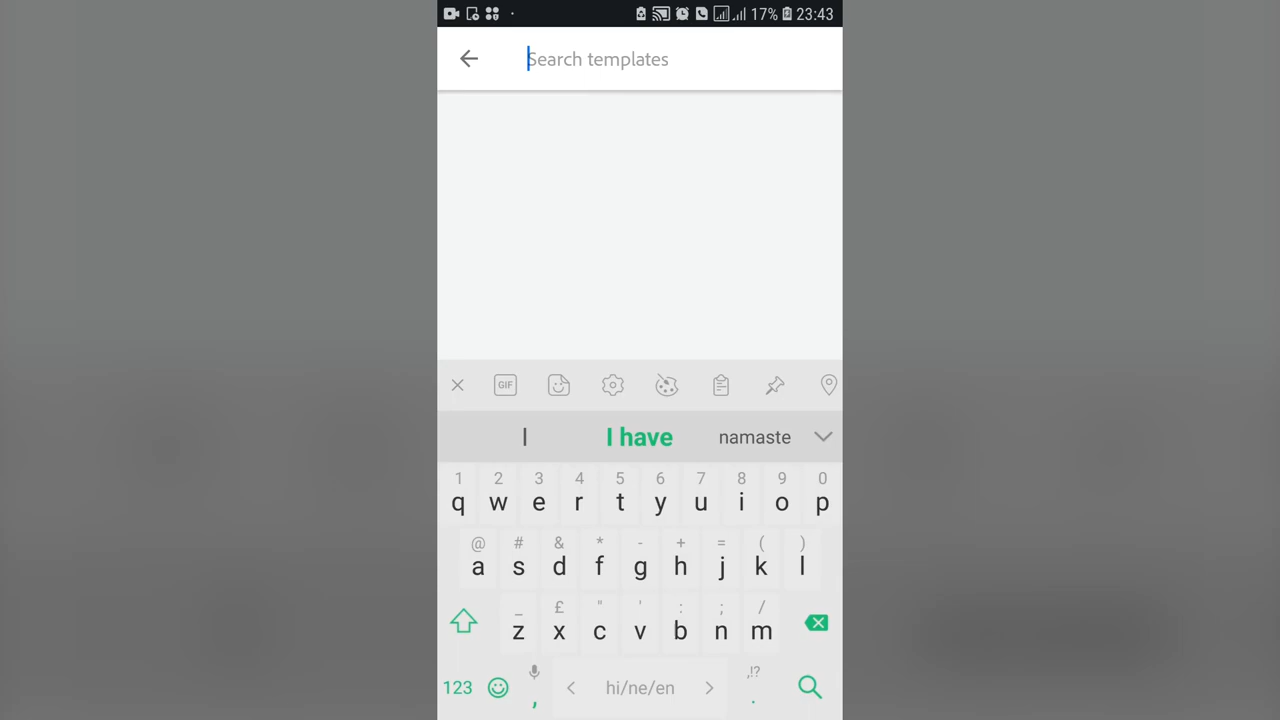 17% 23:43
Search templates
GIF
I I have namaste
1 2 3 4 5 6 7 8 9 0
q w e r t y u i o p
@ # & * - + = ( )
a s d f g h j k l
_ £ " ' : ; /
z x c v b n m
,!?
123 , < hi/ne/en > .